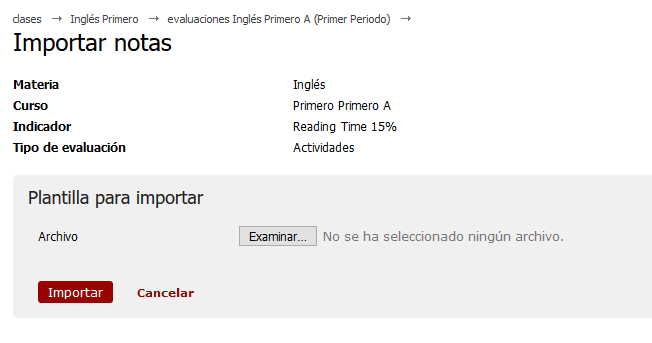 clases → Inglés Primero → evaluaciones Inglés Primero A (Primer Periodo) →
Importar notas
Materia Inglés
Curso Primero Primero A
Indicador Reading Time 15%
Tipo de evaluación Actividades
Plantilla para importar
Archivo Examinar... No se ha seleccionado ningún archivo.
Importar Cancelar